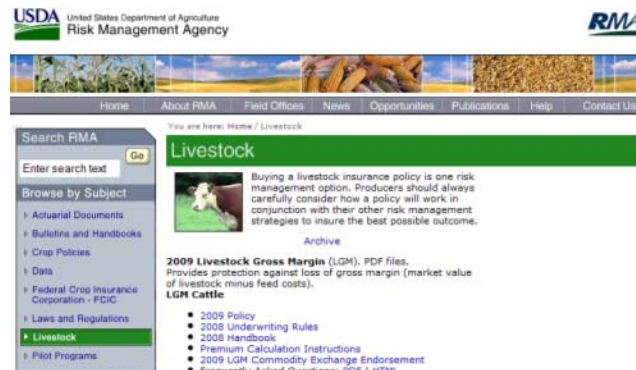 USDA United States Department of Agriculture
Risk Management Agency
RMA
Home About RMA Field Offices News Opportunities Publications Help Contact Us
You are here: Home / Livestock
Search RMA
Go
Enter search text
Browse by Subject
Actuarial Documents
Bulletins and Handbooks
Crop Policies
Data
Federal Crop Insurance
Corporation - FCIC
Laws and Regulations
Livestock
Pilot Programs
Livestock
Buying a livestock insurance policy is one risk
management option. Producers should always
carefully consider how a policy will work in
conjunction with their other risk management
strategies to insure the best possible outcome.
Archive
2009 Livestock Gross Margin (LGM). PDF files.
Provides protection against loss of gross margin (market value
of livestock minus feed costs).
LGM Cattle
2009 Policy
2008 Underwriting Rules
2008 Handbook
Premium Calculation Instructions
2009 LGM Commodity Exchange Endorsement
Frequently Asked Questions: PDF | HTML